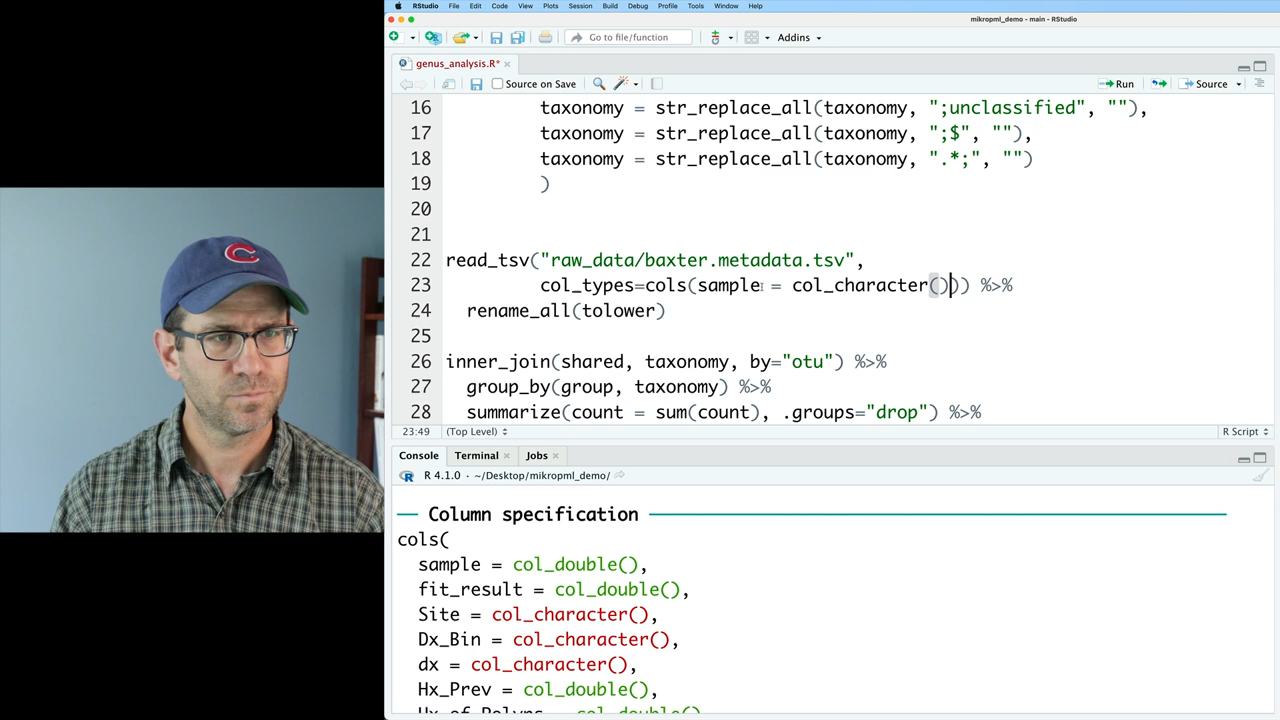 RStudio File Edit Code View Plots Session Build Debug Profile Tools Window Help
mikropml_demo - main - RStudio
Go to file/function
Addins
genus_analysis.R*
Source on Save
Run
Source
16 taxonomy = str_replace_all(taxonomy, ";unclassified", ""),
17 taxonomy = str_replace_all(taxonomy, ";$", ""),
18 taxonomy = str_replace_all(taxonomy, ".*;", "")
19 )
20
21
22 read_tsv("raw_data/baxter.metadata.tsv",
23 col_types=cols(sample = col_character())) %>%
24 rename_all(tolower)
25
26 inner_join(shared, taxonomy, by="otu") %>%
27 group_by(group, taxonomy) %>%
28 summarize(count = sum(count), .groups="drop") %>%
23:49 (Top Level) R Script
Console Terminal Jobs
R 4.1.0 · ~/Desktop/mikropml_demo/
Column specification
cols(
sample = col_double(),
fit_result = col_double(),
Site = col_character(),
Dx_Bin = col_character(),
dx = col_character(),
Hx_Prev = col_double(),
Hx_of_Polyps = col_double()